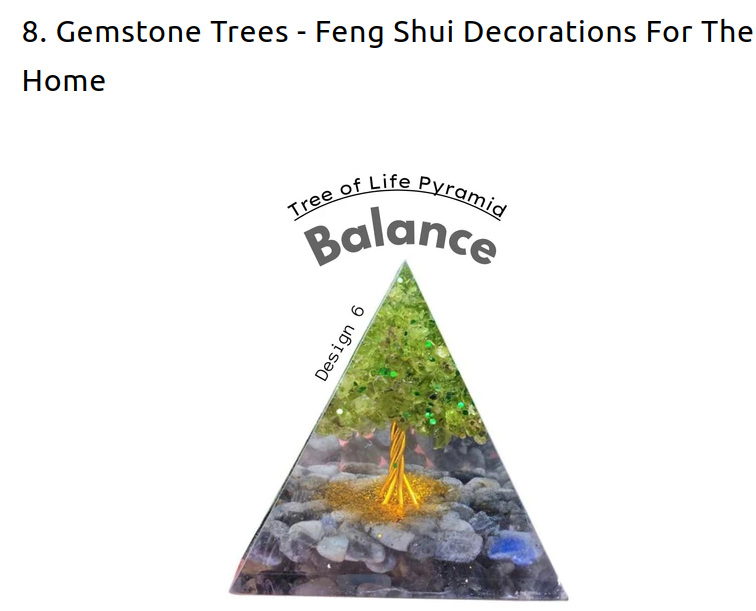 8. Gemstone Trees - Feng Shui Decorations For The
Home
Tree of Life Pyramid
Balance
Design 6